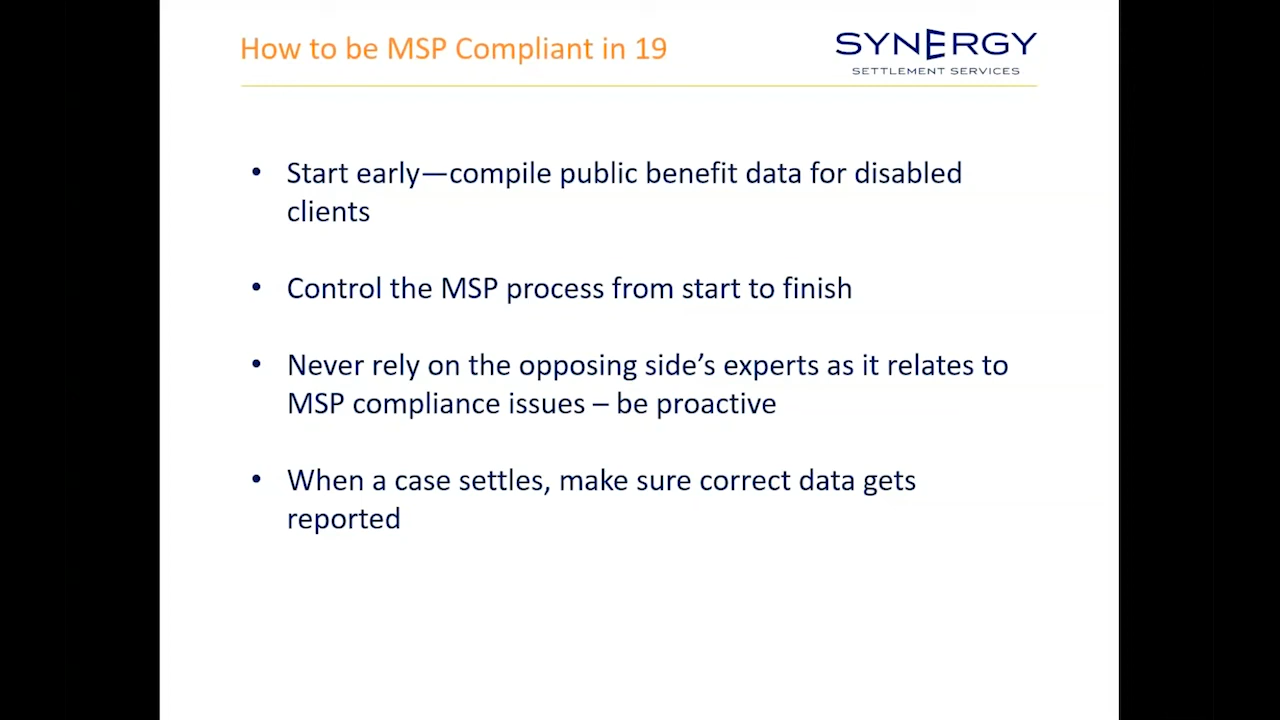 How to be MSP Compliant in 19
SYNERGY
SETTLEMENT SERVICES
• Start early—compile public benefit data for disabled
clients
• Control the MSP process from start to finish
• Never rely on the opposing side’s experts as it relates to
MSP compliance issues – be proactive
• When a case settles, make sure correct data gets
reported